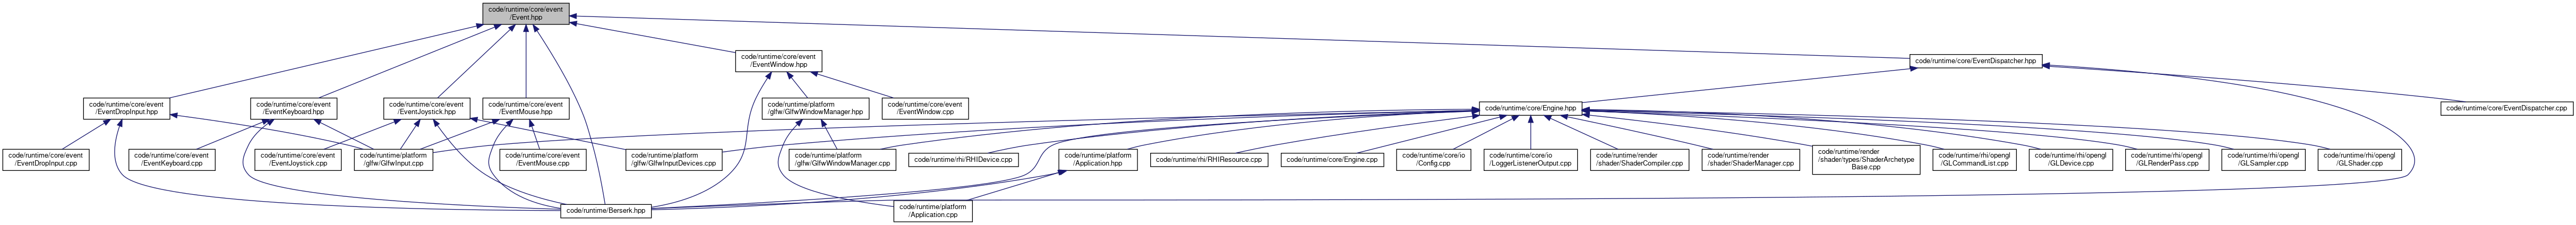 code/runtime/core/event
/Event.hpp
code/runtime/core/event
/EventWindow.hpp
code/runtime/core/EventDispatcher.hpp
code/runtime/core/event
/EventDropInput.hpp
code/runtime/core/event
/EventKeyboard.hpp
code/runtime/core/event
/EventJoystick.hpp
code/runtime/core/event
/EventMouse.hpp
code/runtime/platform
/glfw/GlfwWindowManager.hpp
code/runtime/core/event
/EventWindow.cpp
code/runtime/core/Engine.hpp
code/runtime/core/EventDispatcher.cpp
code/runtime/core/event
/EventDropInput.cpp
code/runtime/core/event
/EventKeyboard.cpp
code/runtime/core/event
/EventJoystick.cpp
code/runtime/platform
/glfw/GlfwInput.cpp
code/runtime/core/event
/EventMouse.cpp
code/runtime/platform
/glfw/GlfwInputDevices.cpp
code/runtime/platform
/glfw/GlfwWindowManager.cpp
code/runtime/rhi/RHIDevice.cpp
code/runtime/platform
/Application.hpp
code/runtime/rhi/RHIResource.cpp
code/runtime/core/Engine.cpp
code/runtime/core/io
/Config.cpp
code/runtime/core/io
/LoggerListenerOutput.cpp
code/runtime/render
/shader/ShaderCompiler.cpp
code/runtime/render
/shader/ShaderManager.cpp
code/runtime/render
/shader/types/ShaderArchetype
Base.cpp
code/runtime/rhi/opengl
/GLCommandList.cpp
code/runtime/rhi/opengl
/GLDevice.cpp
code/runtime/rhi/opengl
/GLRenderPass.cpp
code/runtime/rhi/opengl
/GLSampler.cpp
code/runtime/rhi/opengl
/GLShader.cpp
code/runtime/Berserk.hpp
code/runtime/platform
/Application.cpp